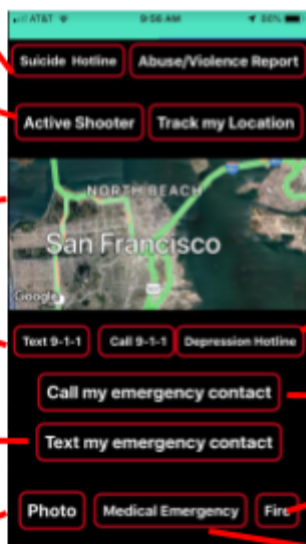 AT&T 9:56 AM 86%
Suicide Hotline Abuse/Violence Report
Active Shooter Track my Location
NORTH BEACH
San Francisco
Google
Text 9-1-1 Call 9-1-1 Depression Hotline
Call my emergency contact
Text my emergency contact
Photo Medical Emergency Fire